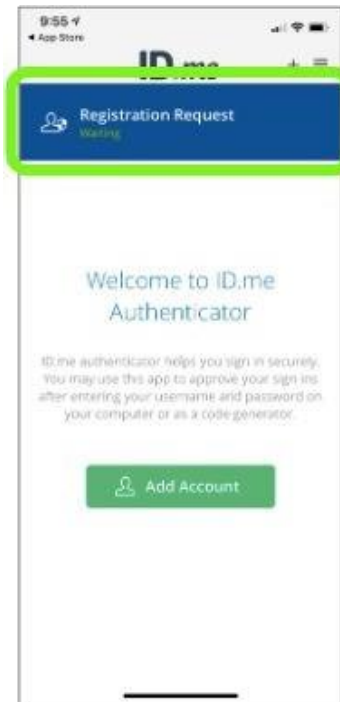 9:55
App Store
ID.me
+
Registration Request
Waiting
Welcome to ID.me
Authenticator
ID.me authenticator helps you sign in securely.
You may use this app to approve your sign ins
after entering your username and password on
your computer or as a code generator.
Add Account